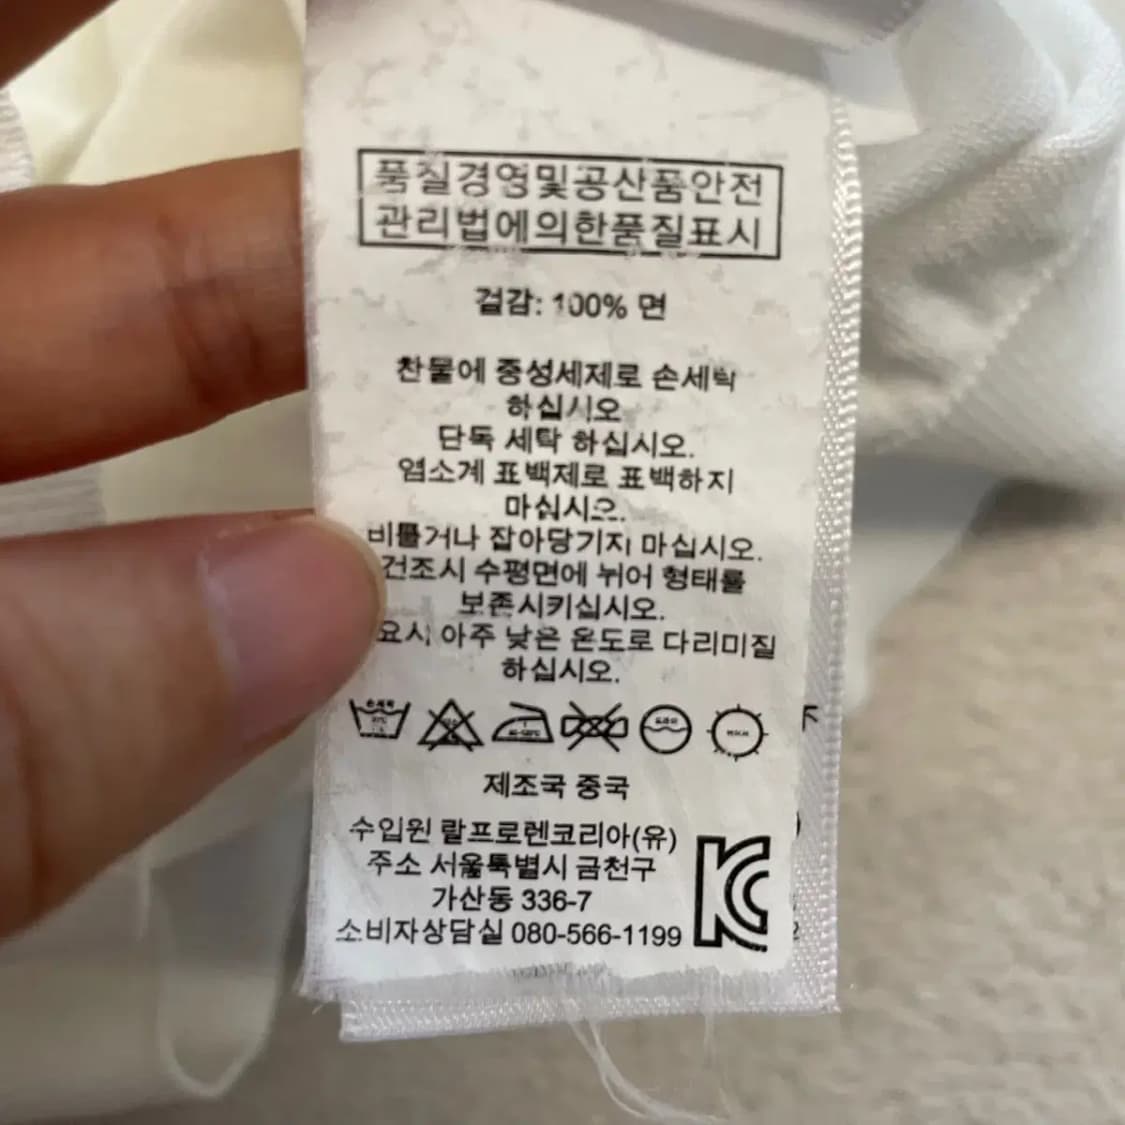 품질경영및공산품안전
관리법에의한품질표시
겉감: 100% 면
찬물에 중성세제로 손세탁
하십시오
단독 세탁 하십시오.
염소계 표백제로 표백하지
마십시오.
비틀거나 잡아당기지 마십시오.
건조시 수평면에 뉘어 형태를
보존시키십시오.
요시 아주 낮은 온도로 다리미질
하십시오.
제조국 중국
수입원 랄프로렌코리아(유)
주소 서울특별시 금천구
가산동 336-7
소비자상담실 080-566-1199
KC